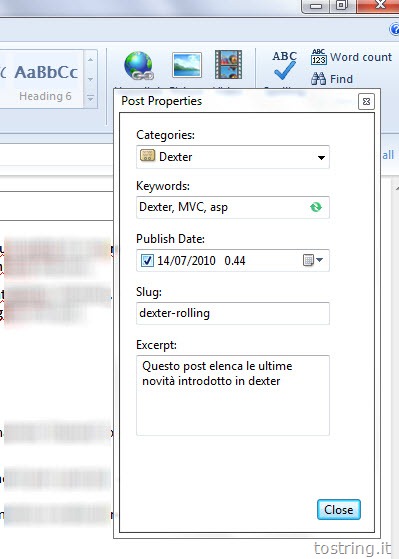 AaBbCc
Heading 6
ABC
ABC
123
Word count
Find
Post Properties
all
Categories:
Dexter
Keywords:
Dexter, MVC, asp
Publish Date:
14/07/2010 0.44
Slug:
dexter-rolling
Excerpt:
Questo post elenca le ultime
novità introdotto in dexter
Close
tostring.it